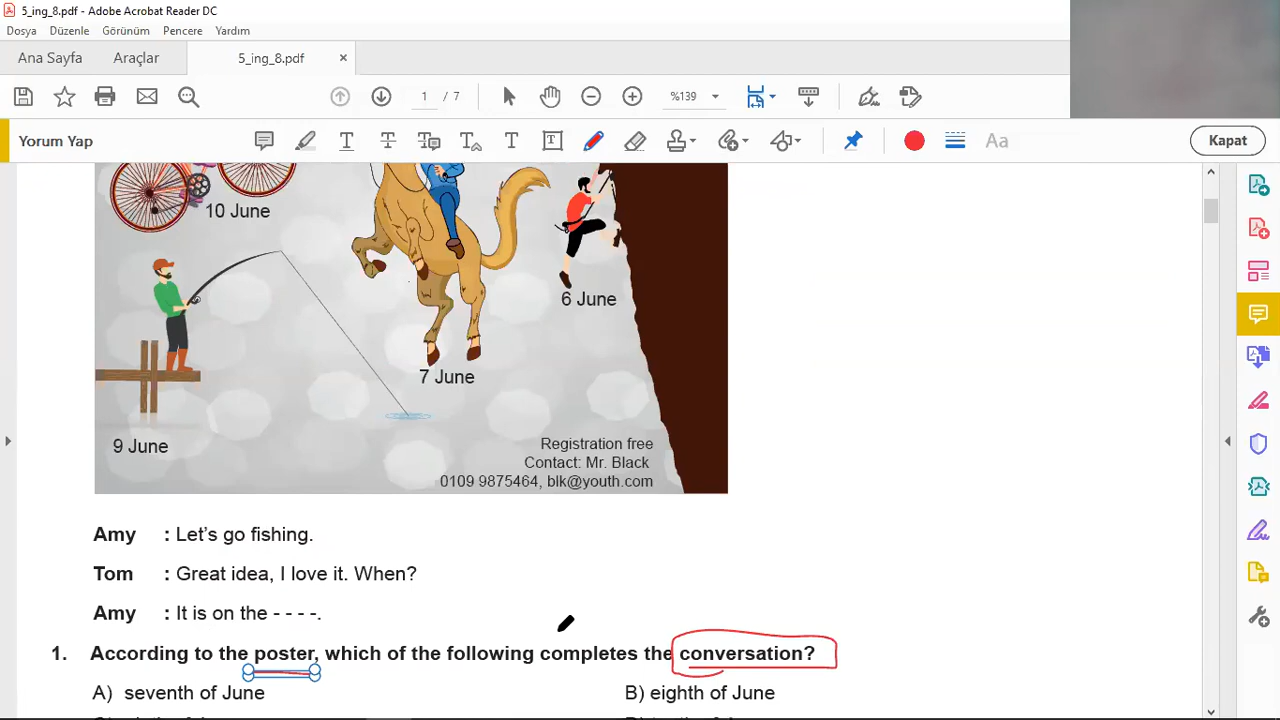 5_ing_8.pdf - Adobe Acrobat Reader DC
Dosya Düzenle Görünüm Pencere Yardım
Ana Sayfa Araçlar 5_ing_8.pdf ×
1 / 7 %139
Yorum Yap Aa Kapat
10 June
6 June
7 June
9 June
Registration free
Contact: Mr. Black
0109 9875464, blk@youth.com
Amy : Let's go fishing.
Tom : Great idea, I love it. When?
Amy : It is on the - - - -.
1. According to the poster, which of the following completes the conversation?
A) seventh of June B) eighth of June